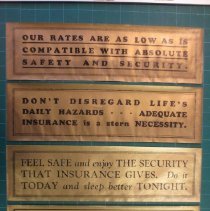 OUR RATES ARE AS LOW AS IS
COMPATIBLE WITH ABSOLUTE
SAFETY AND SECURITY.
DON'T DISREGARD LIFE'S
DAILY HAZARDS . . . ADEQUATE
INSURANCE is a stern NECESSITY.
FEEL SAFE and enjoy THE SECURITY
THAT INSURANCE GIVES. Do it
TODAY and sleep better TONIGHT.